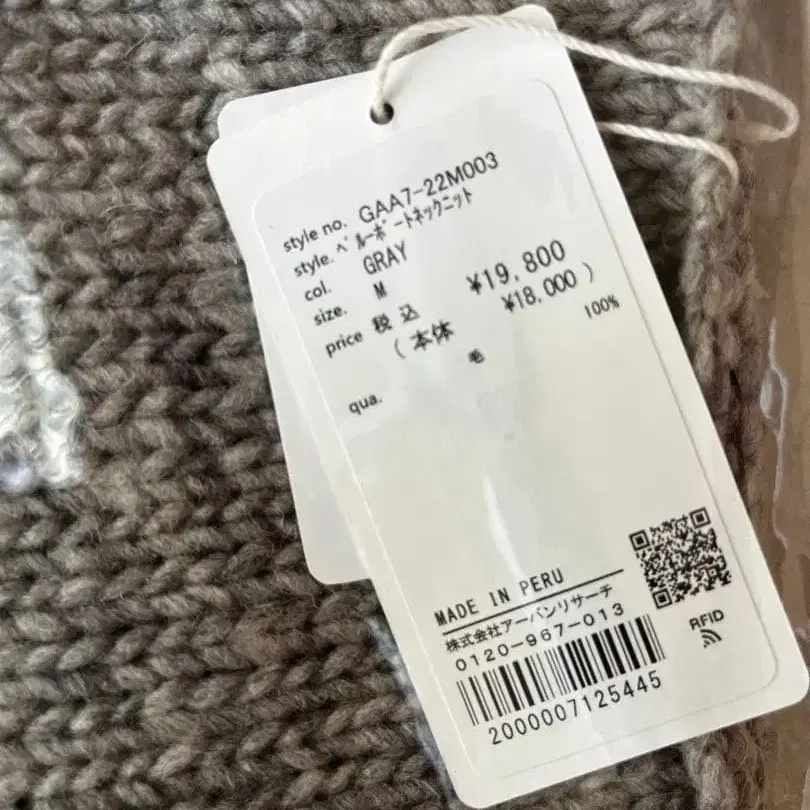 style no. GAA7-22M003
style. ﾍﾟﾙｰﾎﾞｰﾄﾈｯｸﾆｯﾄ
col. GRAY
size. M
price 税込 ¥19,800
(本体 ¥18,000)
qua. 毛 100%
MADE IN PERU
株式会社アーバンリサーチ
0120-967-013
RFID
2000007125445